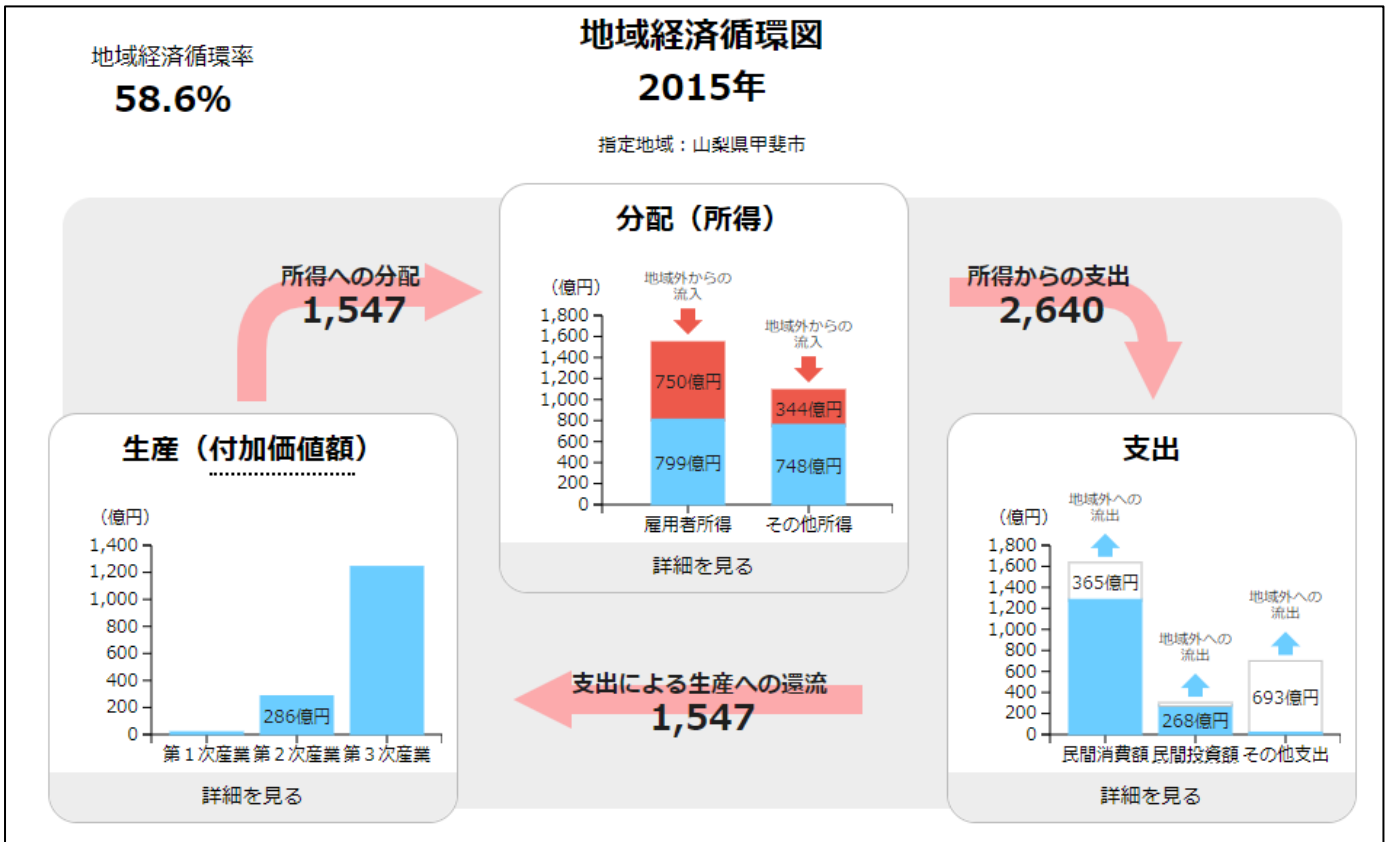 地域経済循環図
2015年
指定地域：山梨県甲斐市
地域経済循環率
58.6%
所得への分配
1,547
分配（所得）
（億円）
1,800
1,600
1,400
1,200
1,000
800
600
400
200
0
地域外からの
流入
地域外からの
流入
750億円
799億円
344億円
748億円
雇用者所得
その他所得
詳細を見る
所得からの支出
2,640
生産（付加価値額）
（億円）
1,400
1,200
1,000
800
600
400
200
0
286億円
第１次産業
第２次産業
第３次産業
詳細を見る
支出による生産への還流
1,547
支出
（億円）
1,800
1,600
1,400
1,200
1,000
800
600
400
200
0
地域外への
流出
365億円
地域外への
流出
268億円
地域外への
流出
693億円
民間消費額
民間投資額
その他支出
詳細を見る